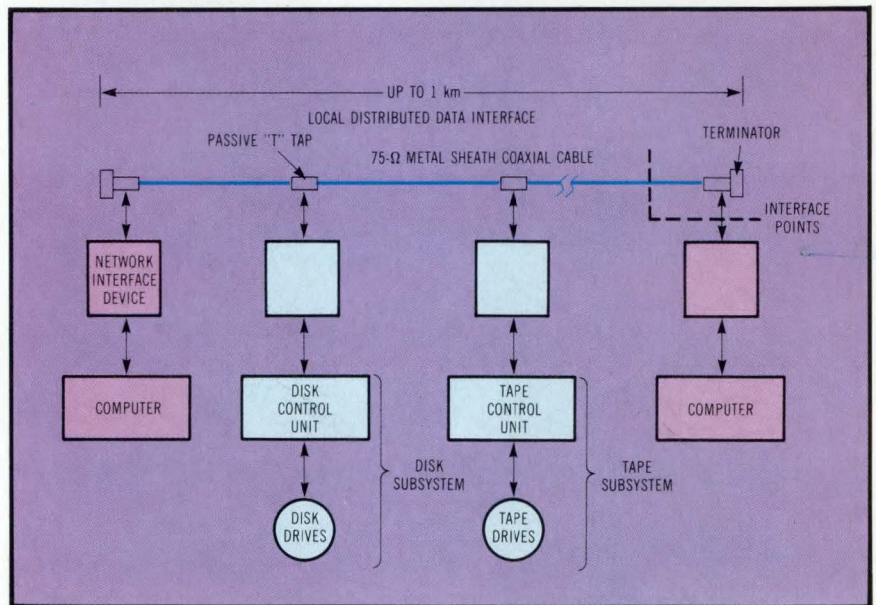 UP TO 1 km
LOCAL DISTRIBUTED DATA INTERFACE
PASSIVE "T" TAP
TERMINATOR
75-Ω METAL SHEATH COAXIAL CABLE
INTERFACE
POINTS
NETWORK
INTERFACE
DEVICE
COMPUTER
DISK
CONTROL
UNIT
TAPE
CONTROL
UNIT
COMPUTER
DISK
SUBSYSTEM
TAPE
SUBSYSTEM
DISK
DRIVES
TAPE
DRIVES